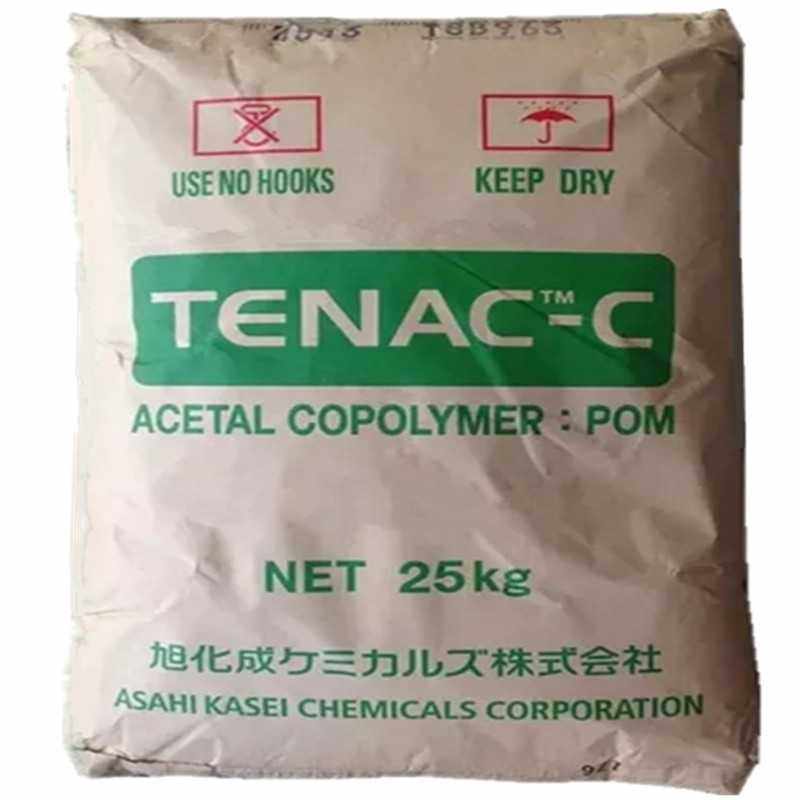 USE NO HOOKS
KEEP DRY
TENAC™-C
ACETAL COPOLYMER : POM
NET 25kg
旭化成ケミカルズ株式会社
ASAHI KASEI CHEMICALS CORPORATION